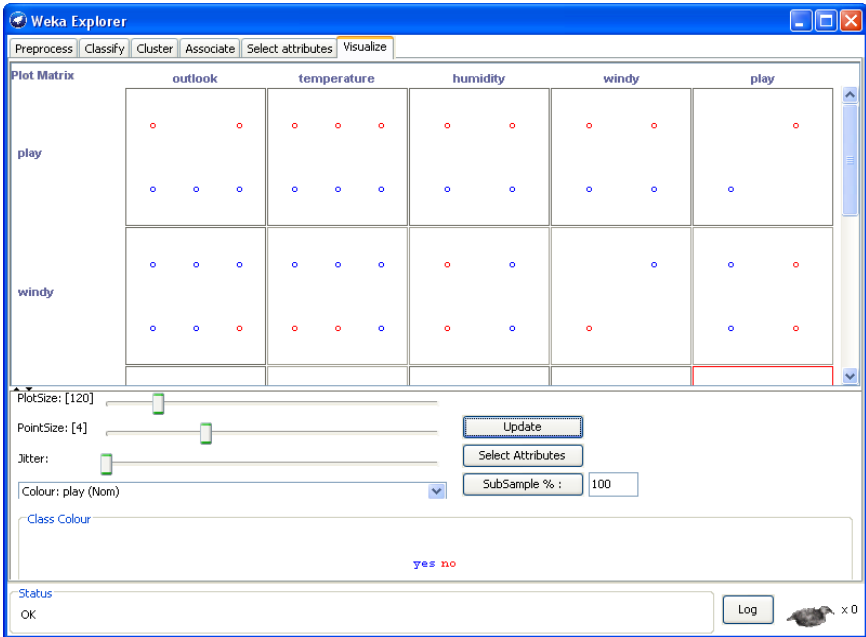 Weka Explorer
Preprocess Classify Cluster Associate Select attributes Visualize
Plot Matrix outlook temperature humidity windy play
play
windy
PlotSize: [120]
PointSize: [4]
Update
Jitter:
Select Attributes
Colour: play (Nom)
SubSample % : 100
Class Colour
yes no
Status
OK
Log
x 0